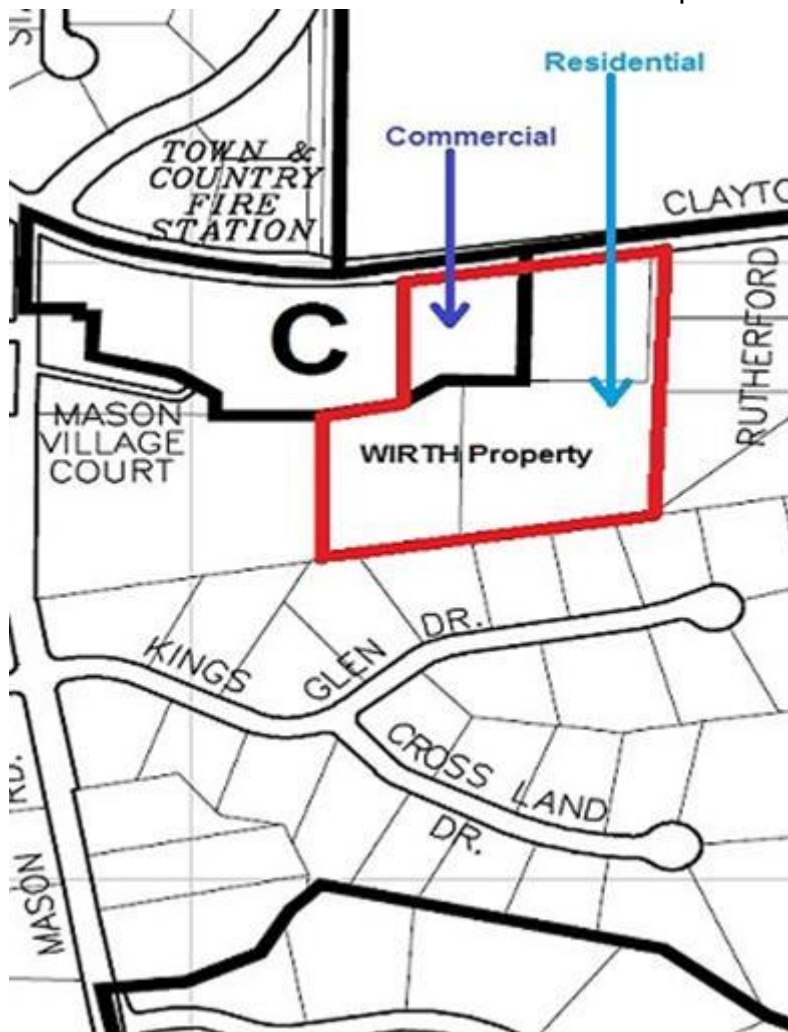 Residential
Commercial
TOWN &
COUNTRY
FIRE
STATION
C
RUTHERFORD
MASON
VILLAGE
COURT
WIRTH Property
KINGS
GLEN
DR.
CROSS LAND
DR.
RD.
MASON